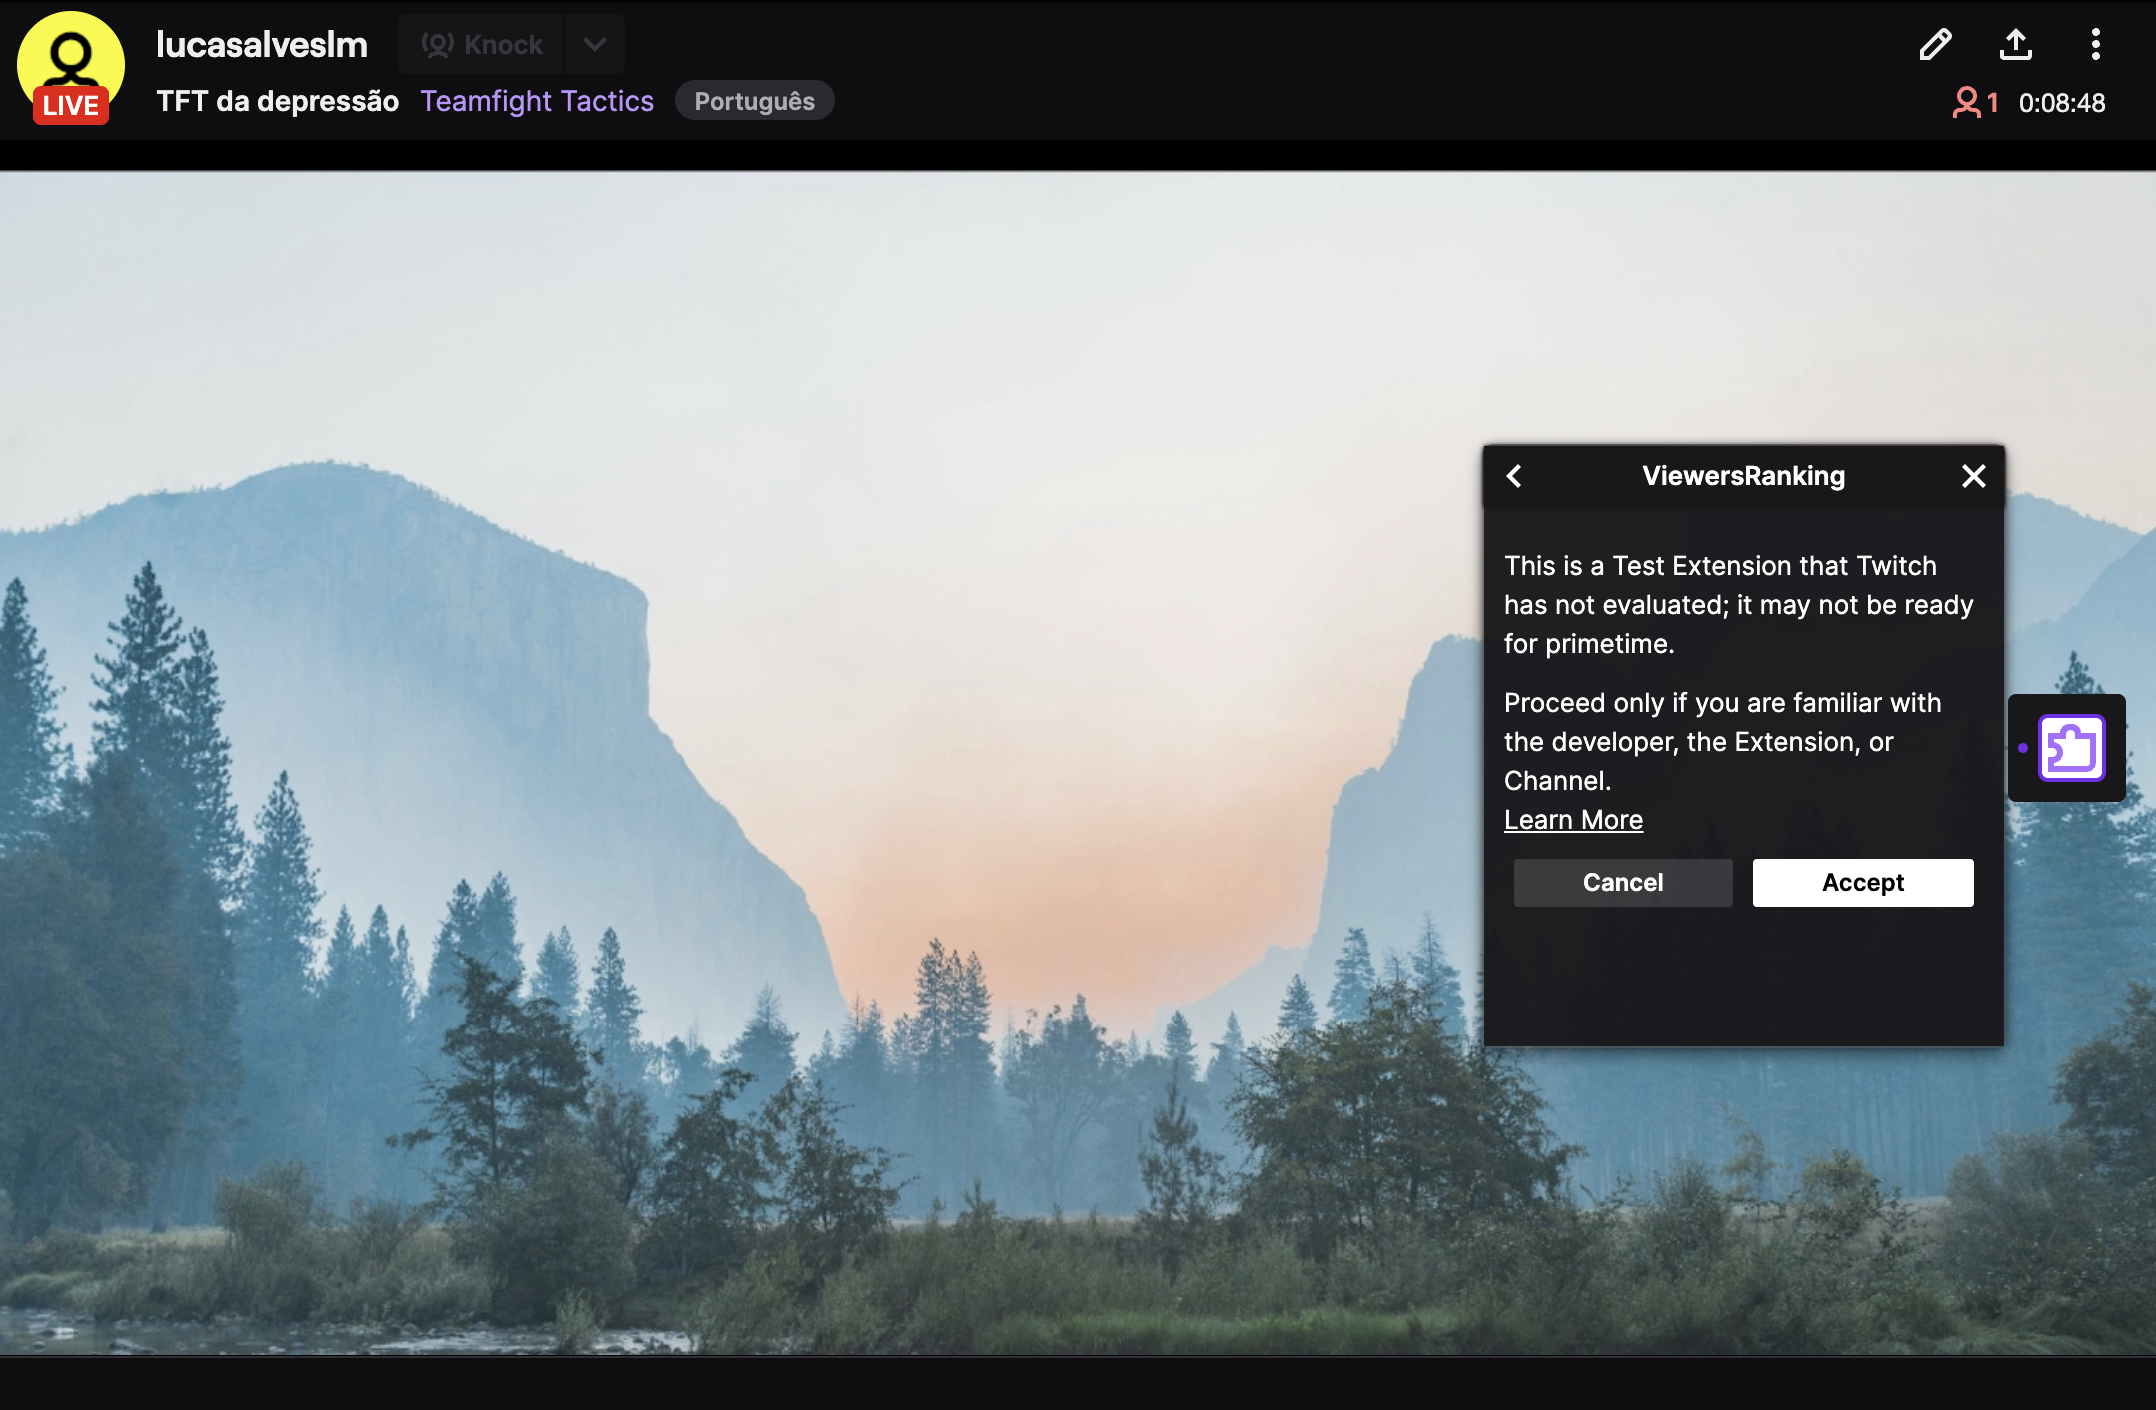 lucasalveslm
Knock
LIVE
TFT da depressão Teamfight Tactics Português
1 0:08:48
ViewersRanking
This is a Test Extension that Twitch
has not evaluated; it may not be ready
for primetime.
Proceed only if you are familiar with
the developer, the Extension, or
Channel.
Learn More
Cancel
Accept